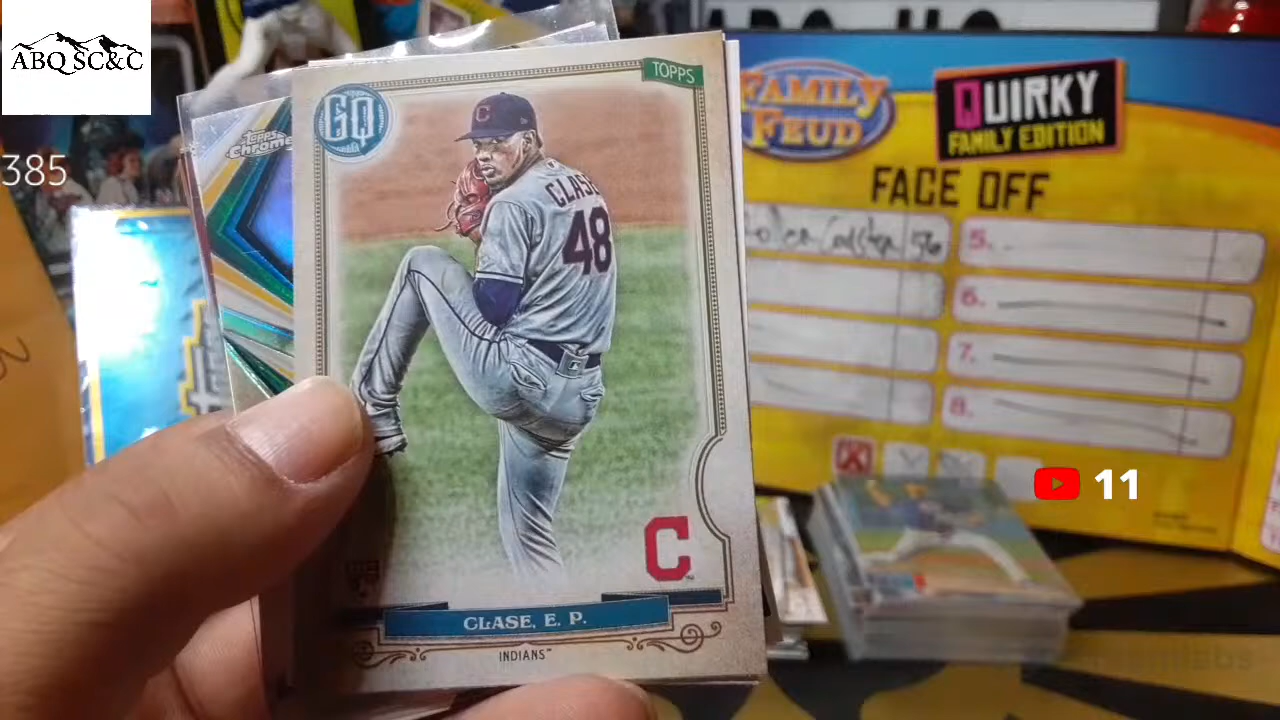 ABQ SC&C
385
TOPPS
GQ
Topps
Chrome
C
CLASE
48
C
CLASE, E. P.
INDIANS
FAMILY
FEUD
QUIRKY
FAMILY EDITION
FACE OFF
56
5.
6.
7.
8.
11